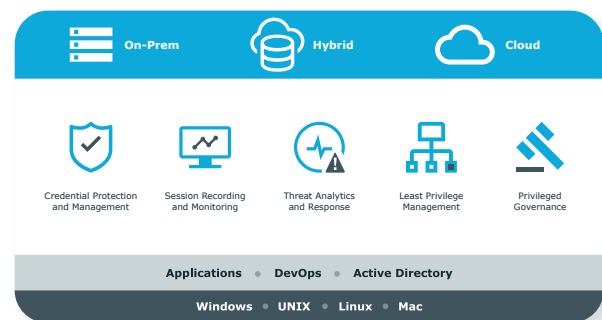 On-Prem
Hybrid
Cloud
Credential Protection
and Management
Session Recording
and Monitoring
Threat Analytics
and Response
Least Privilege
Management
Privileged
Governance
Applications • DevOps • Active Directory
Windows • UNIX • Linux • Mac